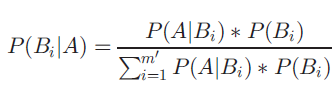 P(B_i|A) = \frac{P(A|B_i) * P(B_i)}{\sum_{i=1}^{m'} P(A|B_i) * P(B_i)}